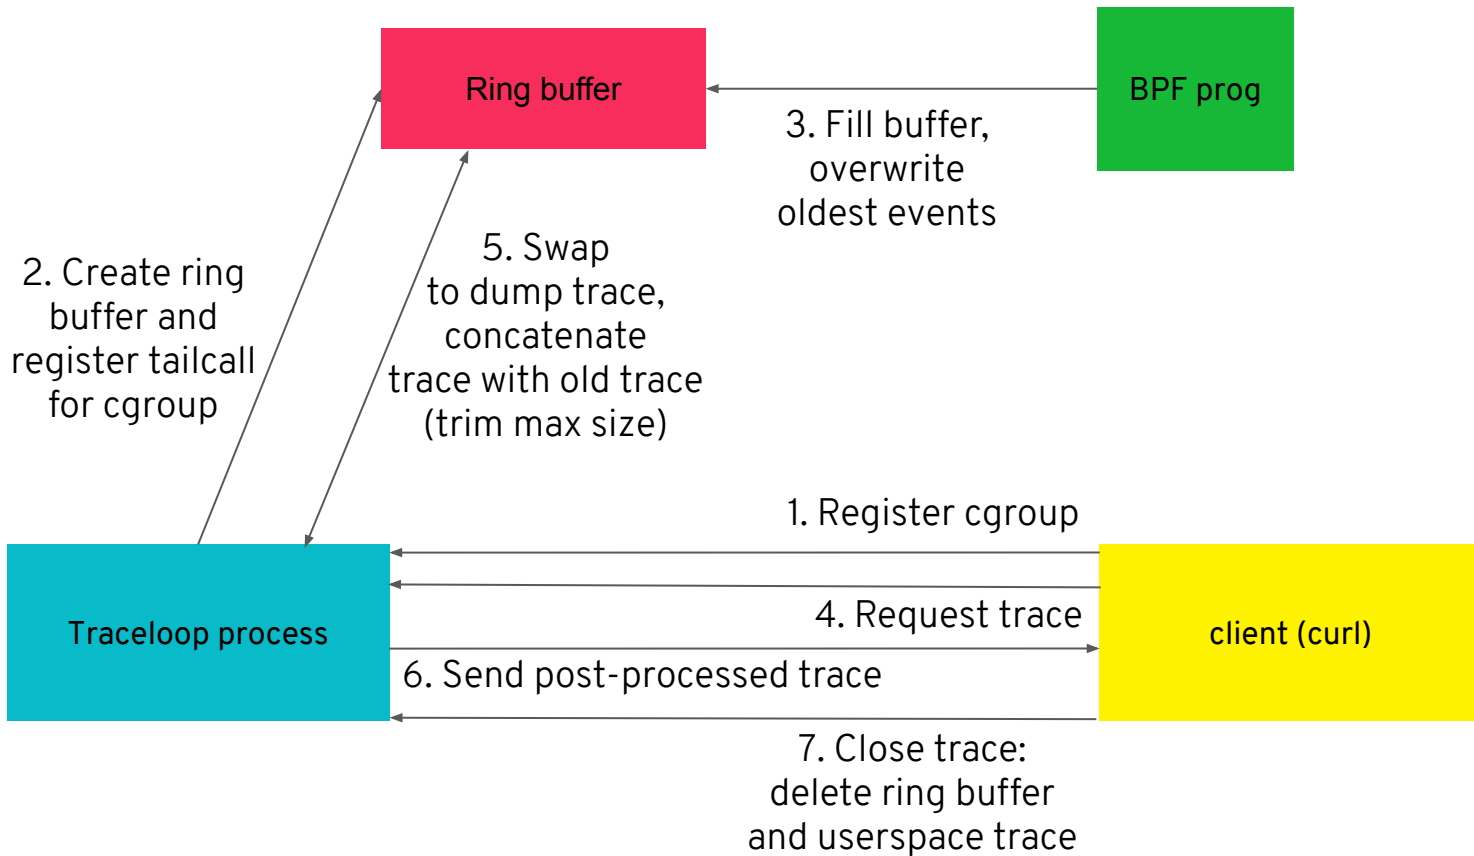 Ring buffer
BPF prog
3. Fill buffer,
overwrite
oldest events
2. Create ring
buffer and
register tailcall
for cgroup
5. Swap
to dump trace,
concatenate
trace with old trace
(trim max size)
1. Register cgroup
Traceloop process
4. Request trace
client (curl)
6. Send post-processed trace
7. Close trace:
delete ring buffer
and userspace trace